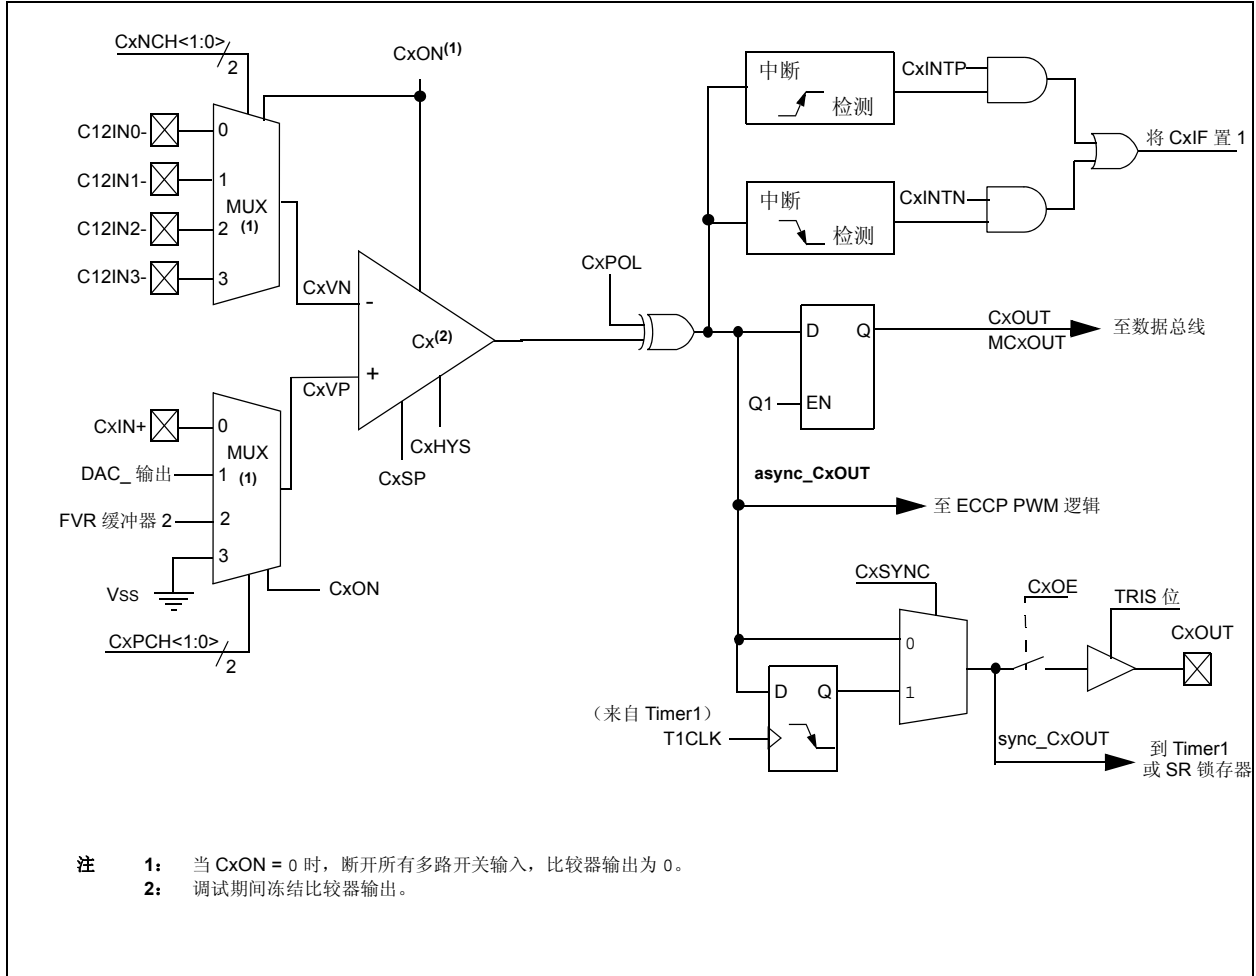 CxNCH<1:0>
2
CxON(1)
C12IN0-
C12IN1-
C12IN2-
C12IN3-
0
1
2
3
MUX
(1)
CxVN
-
Cx(2)
+
CxVP
CxHYS
CxSP
CxIN+
DAC_ 输出
FVR 缓冲器 2
Vss
0
1
2
3
MUX
(1)
CxON
CxPCH<1:0>
2
CxPOL
中断
检测
CxINTP
中断
检测
CxINTN
将 CxIF 置 1
D
Q
Q1
EN
CxOUT
MCxOUT
至数据总线
async_CxOUT
至 ECCP PWM 逻辑
CxSYNC
0
1
D
Q
（来自 Timer1）
T1CLK
CxOE
TRIS 位
CxOUT
sync_CxOUT
到 Timer1
或 SR 锁存器
注 1： 当 CxON = 0 时，断开所有多路开关输入，比较器输出为 0。
2： 调试期间冻结比较器输出。